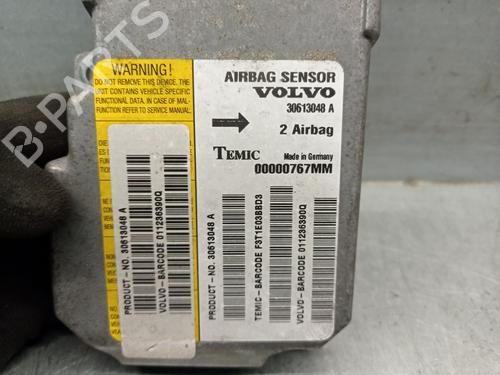 B-PARTS
WARNING!
DO NOT REMOVE THIS DEVICE. THE
UNIT CONTAINS VEHICLE SPECIFIC
FUNCTIONAL DATA. IN CASE OF MAL-
FUNCTION REFER TO SERVICE MANUAL.
AIRBAG SENSOR
VOLVO
30613048 A
2 Airbag
TEMIC Made in Germany
00000767MM
PRODUCT-NO. 30613048 A
VOLVO-BARCODE 011236390Q
PRODUCT-NO. 30613048 A
TEMIC-BARCODE F3T1E03BBD3
VOLVO-BARCODE 011236390Q